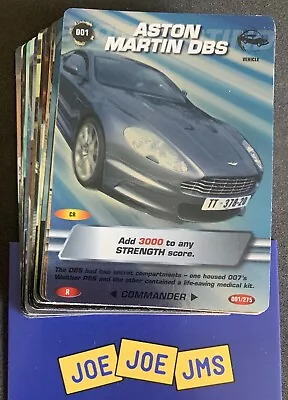 001
ASTON
MARTIN DBS
VEHICLE
TT-378-20
CR
Add 3000 to any
STRENGTH score.
The DBS had four secret compartments - one housed 007's
Walther P99 and the other contained a life-saving medical kit.
R
COMMANDER
001/275
JOE JOE JMS